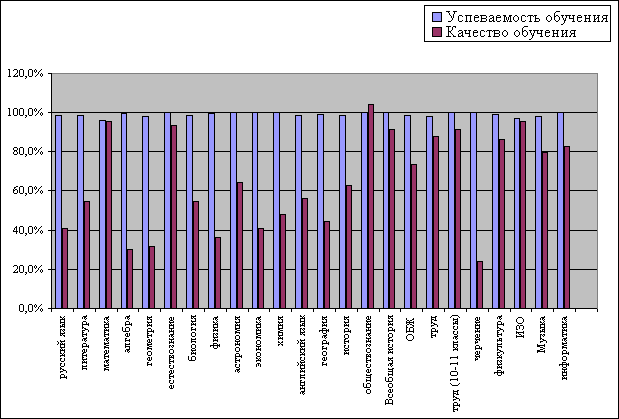 Успеваемость обучения
Качество обучения
120,0%
100,0%
80,0%
60,0%
40,0%
20,0%
0,0%
русский язык
литература
математика
алгебра
геометрия
естествознание
биология
физика
астрономия
экономика
химия
английский язык
география
история
обществознание
Всеобщая история
ОБЖ
труд
труд (10-11 классы)
черчение
физкультура
ИЗО
Музыка
информатика